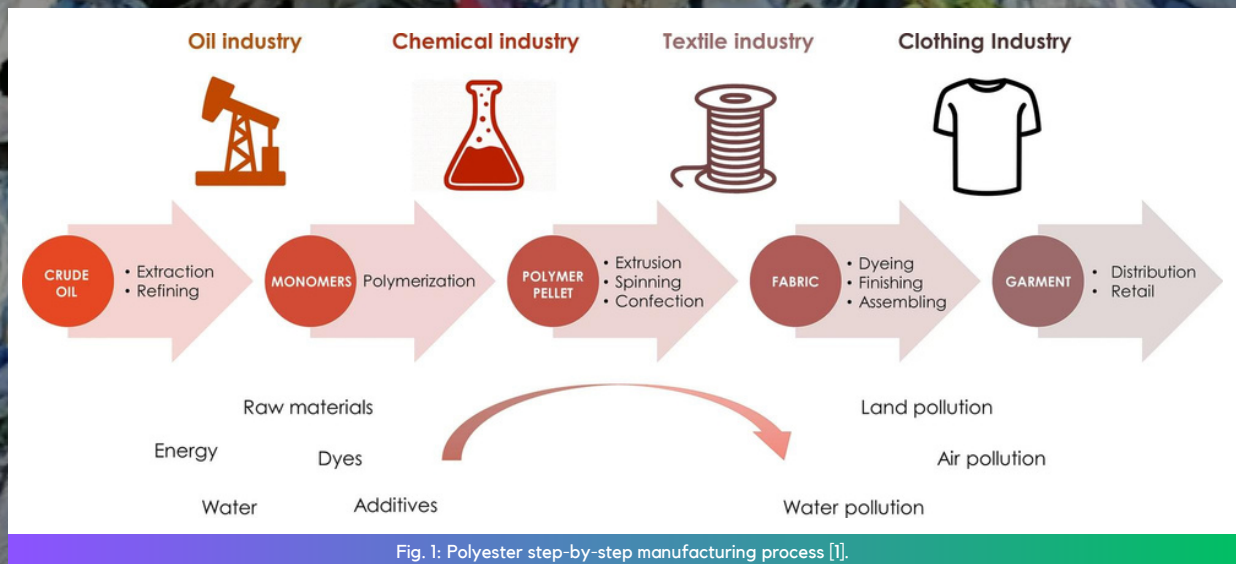 Oil industry
Chemical industry
Textile industry
Clothing Industry
CRUDE
OIL
• Extraction
• Refining
MONOMERS
Polymerization
POLYMER
PELLET
• Extrusion
• Spinning
• Confection
FABRIC
• Dyeing
• Finishing
• Assembling
GARMENT
• Distribution
• Retail
Raw materials
Energy
Dyes
Water
Additives
Land pollution
Air pollution
Water pollution
Fig. 1: Polyester step-by-step manufacturing process [1].